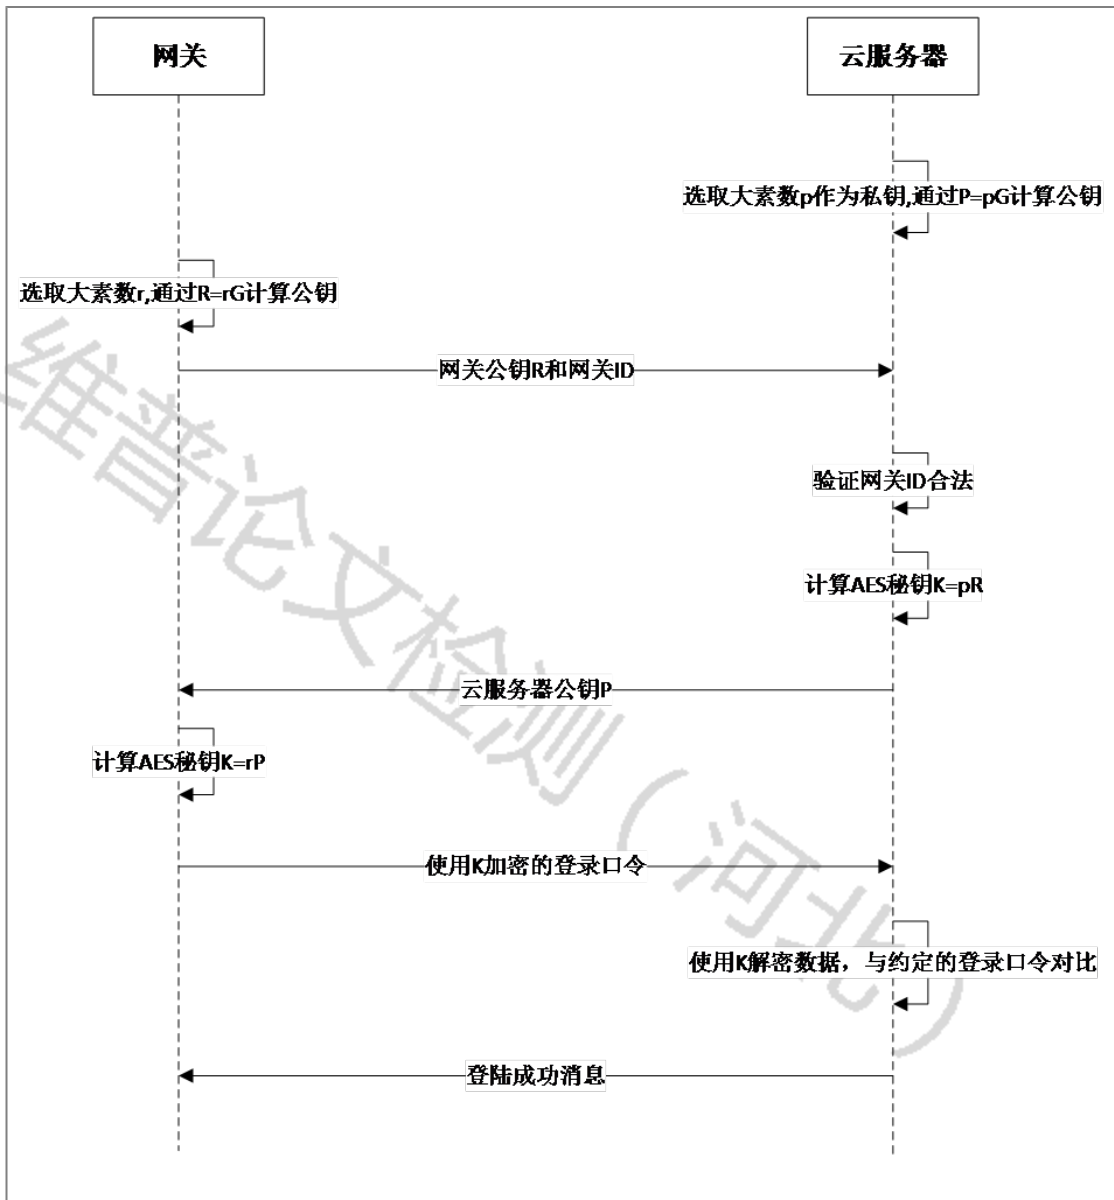 网关
云服务器
选取大素数p作为私钥,通过P=pG计算公钥
选取大素数r,通过R=rG计算公钥
网关公钥R和网关ID
验证网关ID合法
计算AES秘钥K=pR
云服务器公钥P
计算AES秘钥K=rP
使用K加密的登录口令
使用K解密数据，与约定的登录口令对比
登陆成功消息
维普论文检测（河北）